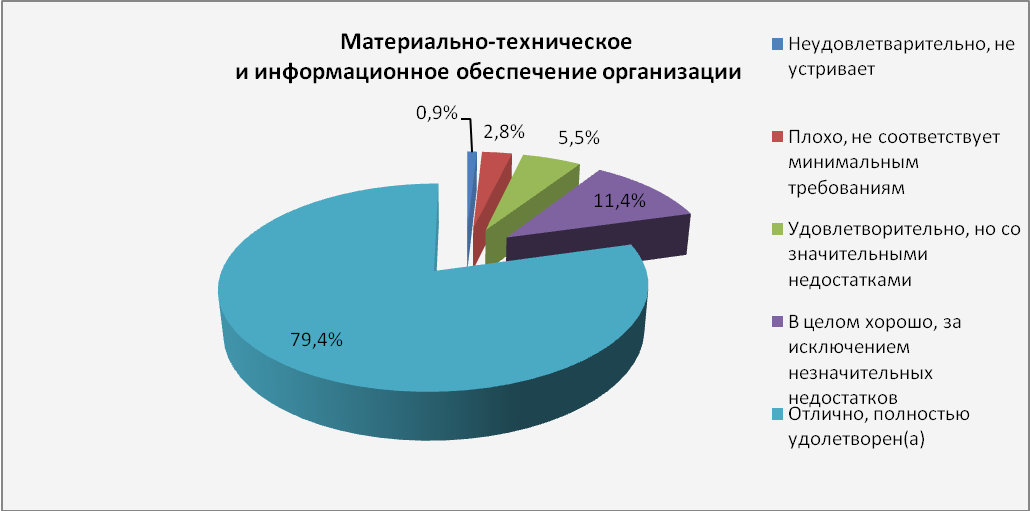 Материально-техническое
и информационное обеспечение организации
0,9%
2,8%
5,5%
11,4%
79,4%
Неудовлетварительно, не
устривает
Плохо, не соответствует
минимальным
требованиям
Удовлетворительно, но со
значительными
недостатками
В целом хорошо, за
исключением
незначительных
недостатков
Отлично, полностью
удолетворен(а)